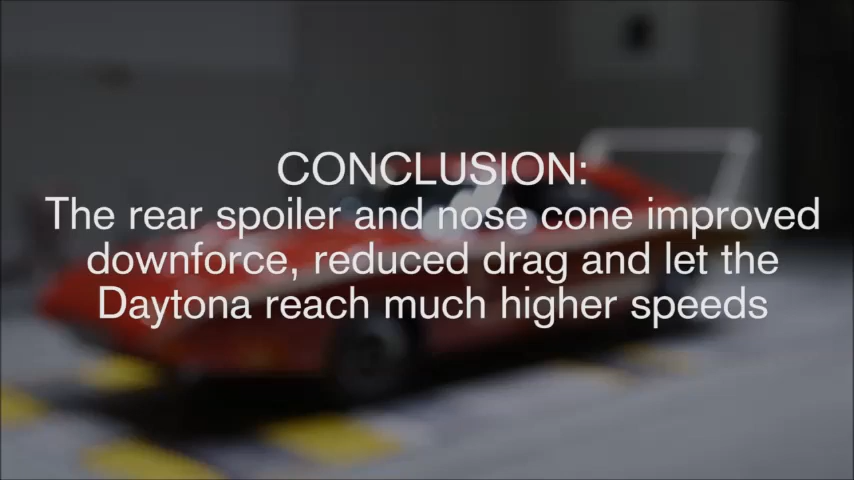 CONCLUSION:
The rear spoiler and nose cone improved
downforce, reduced drag and let the
Daytona reach much higher speeds